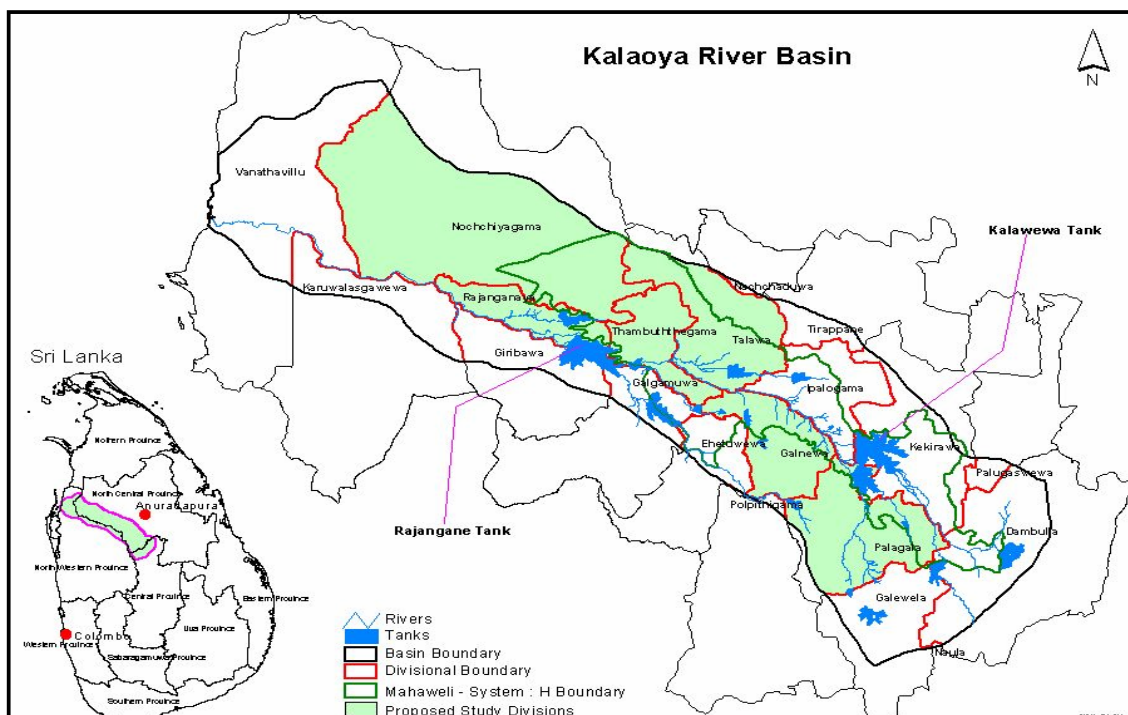 Kalaoya River Basin
N
Vanathavillu
Nochchiyagama
Kalawewa Tank
Karuwalasgawewa
Rajanganaya
Nachchaduwa
Thambuththegama
Tirappane
Talawa
Giribawa
Galgamuwa
Ipalogama
Ehetuwewa
Galnewa
Kekirawa
Palugaswewa
Polpithigama
Rajangane Tank
Dambulla
Palagala
Galewela
Naula
Sri Lanka
Nothern Province
North Central Province
Anuradapura
North Western Province
Central Province
Eastern Province
Uva Province
Colombo
Western Province
Sabaragamuwa Province
Southern Province
Rivers
Tanks
Basin Boundary
Divisional Boundary
Mahaweli - System : H Boundary
Proposed Study Divisions